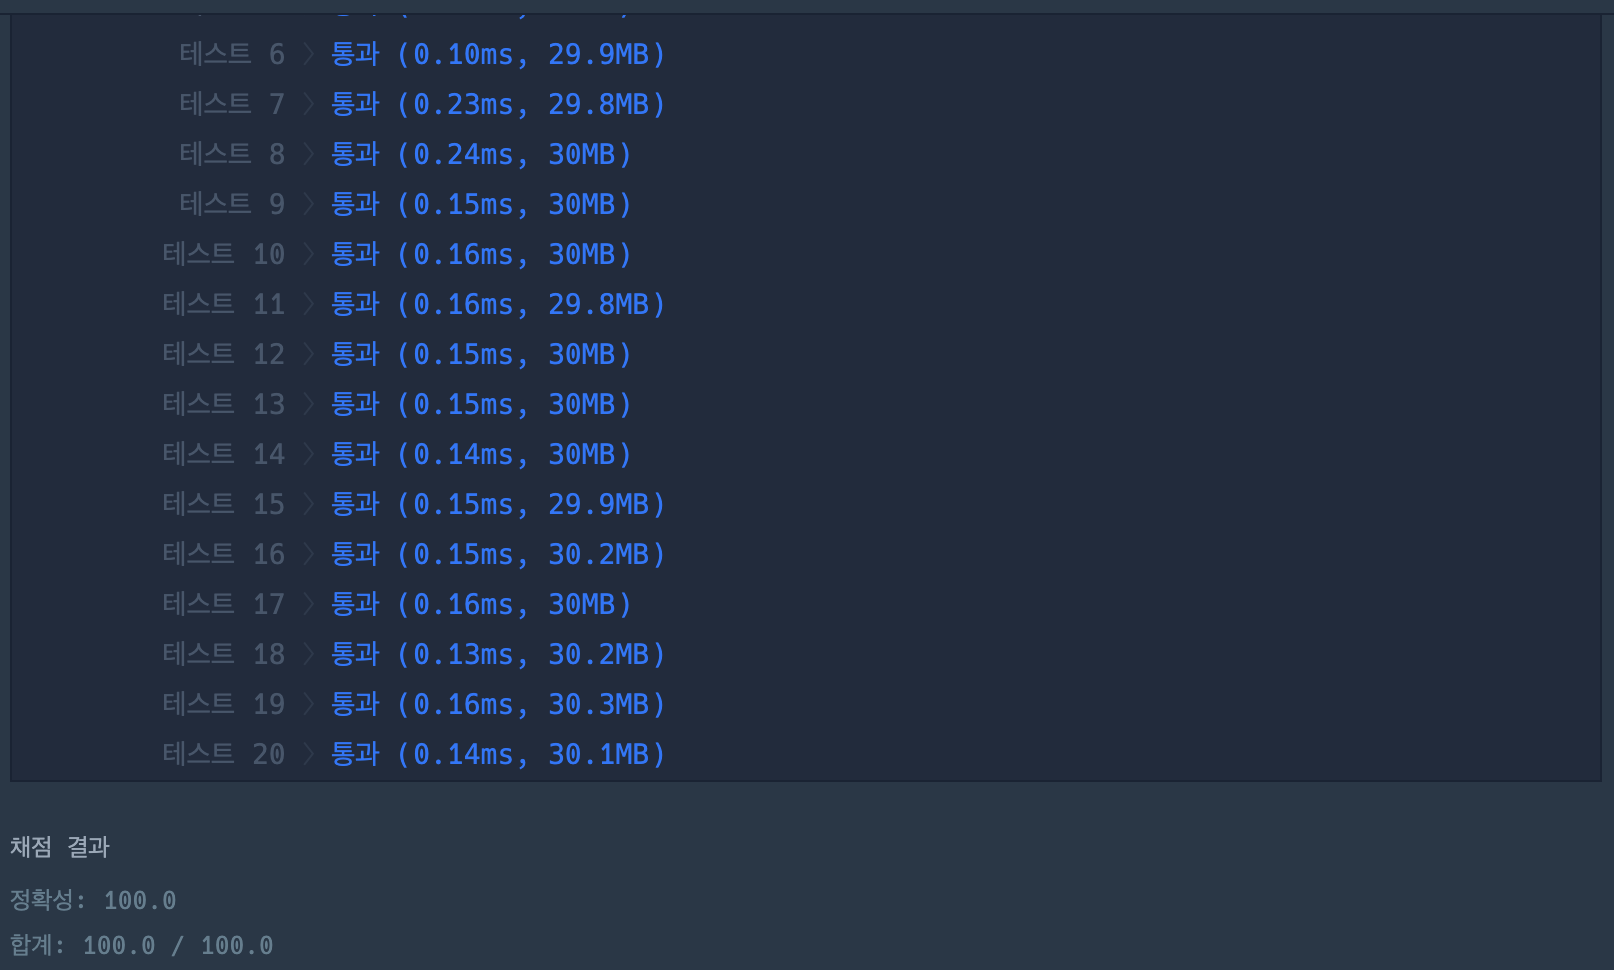 테스트 6 〉 통과 (0.10ms, 29.9MB)
테스트 7 〉 통과 (0.23ms, 29.8MB)
테스트 8 〉 통과 (0.24ms, 30MB)
테스트 9 〉 통과 (0.15ms, 30MB)
테스트 10 〉 통과 (0.16ms, 30MB)
테스트 11 〉 통과 (0.16ms, 29.8MB)
테스트 12 〉 통과 (0.15ms, 30MB)
테스트 13 〉 통과 (0.15ms, 30MB)
테스트 14 〉 통과 (0.14ms, 30MB)
테스트 15 〉 통과 (0.15ms, 29.9MB)
테스트 16 〉 통과 (0.15ms, 30.2MB)
테스트 17 〉 통과 (0.16ms, 30MB)
테스트 18 〉 통과 (0.13ms, 30.2MB)
테스트 19 〉 통과 (0.16ms, 30.3MB)
테스트 20 〉 통과 (0.14ms, 30.1MB)
채점 결과
정확성: 100.0
합계: 100.0 / 100.0